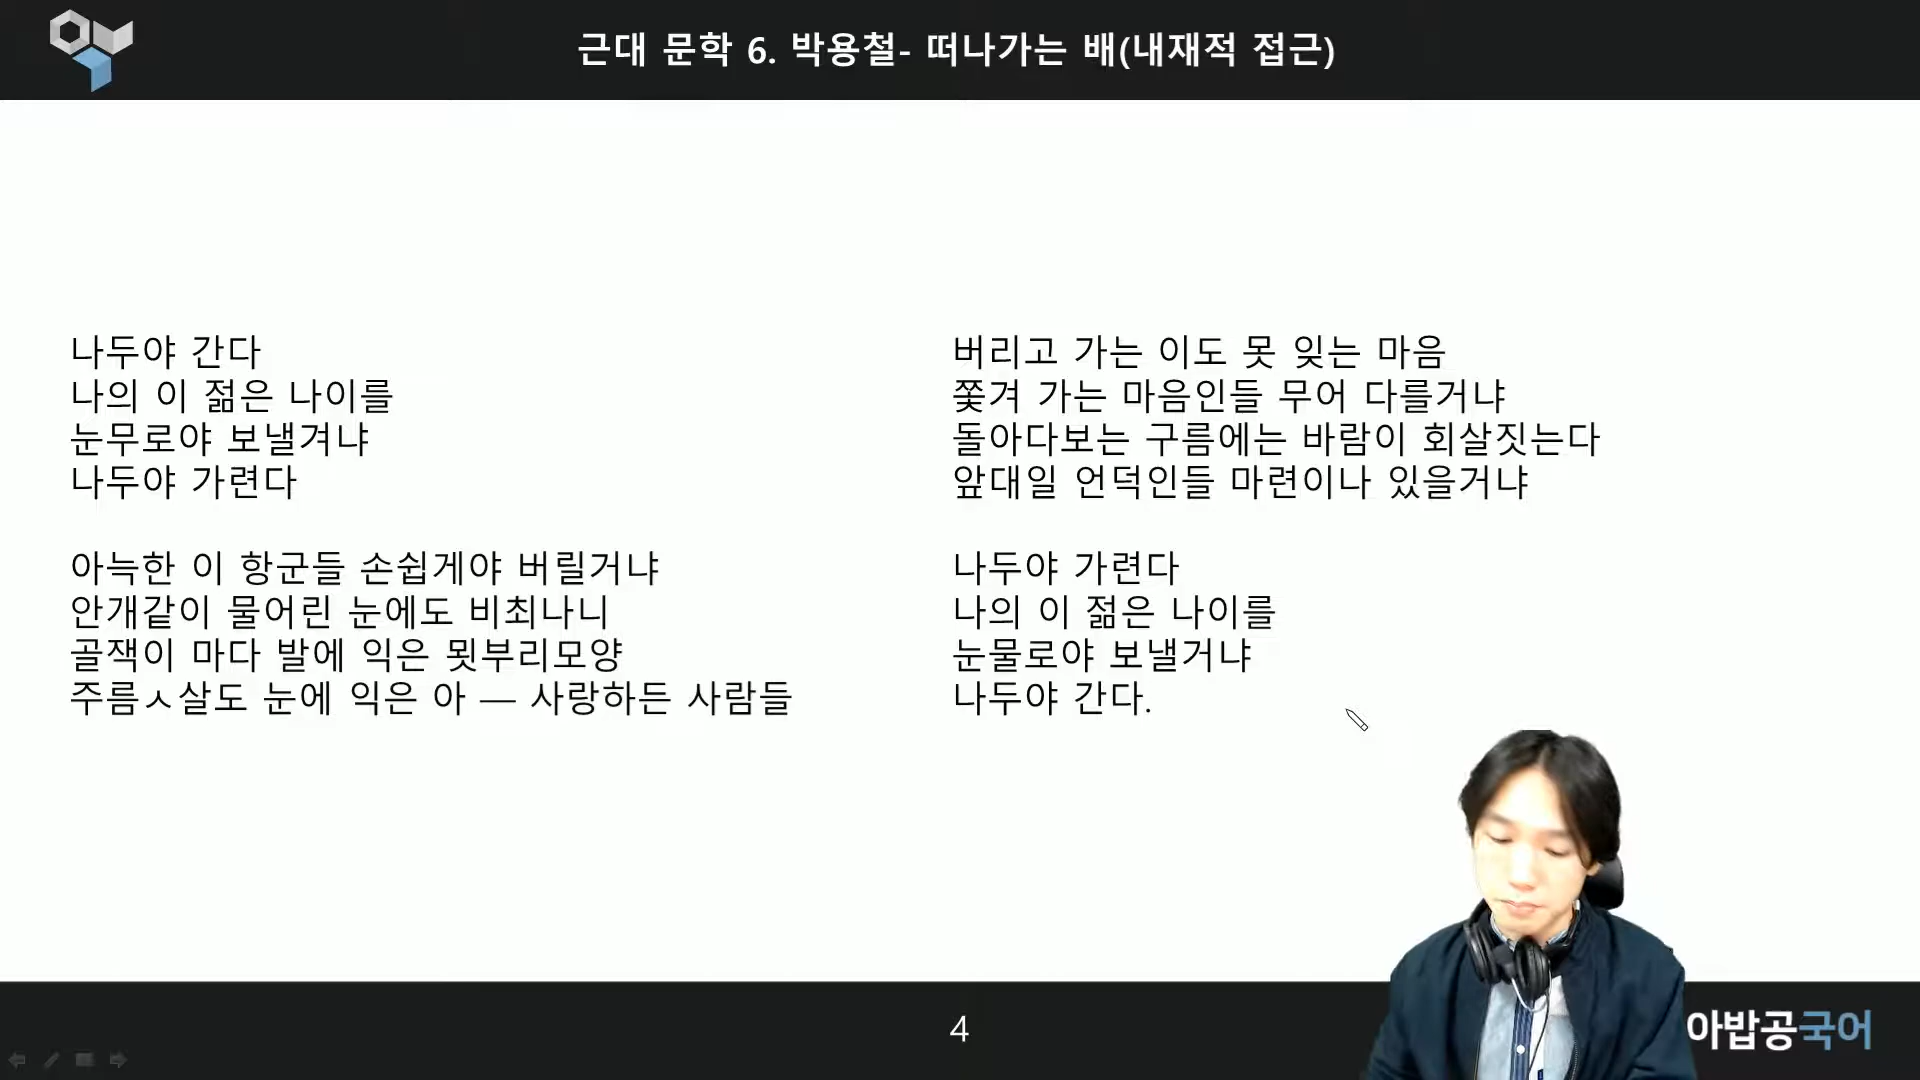 근대 문학 6. 박용철- 떠나가는 배(내재적 접근)
나두야 간다
나의 이 젊은 나이를
눈무로야 보낼겨냐
나두야 가련다
아늑한 이 항군들 손쉽게야 버릴거냐
안개같이 물어린 눈에도 비최나니
골잭이 마다 발에 익은 묏부리모양
주름ㅅ살도 눈에 익은 아 — 사랑하든 사람들
버리고 가는 이도 못 잊는 마음
쫓겨 가는 마음인들 무어 다를거냐
돌아다보는 구름에는 바람이 회살짓는다
앞대일 언덕인들 마련이나 있을거냐
나두야 가련다
나의 이 젊은 나이를
눈물로야 보낼거냐
나두야 간다.
4
아밥공국어